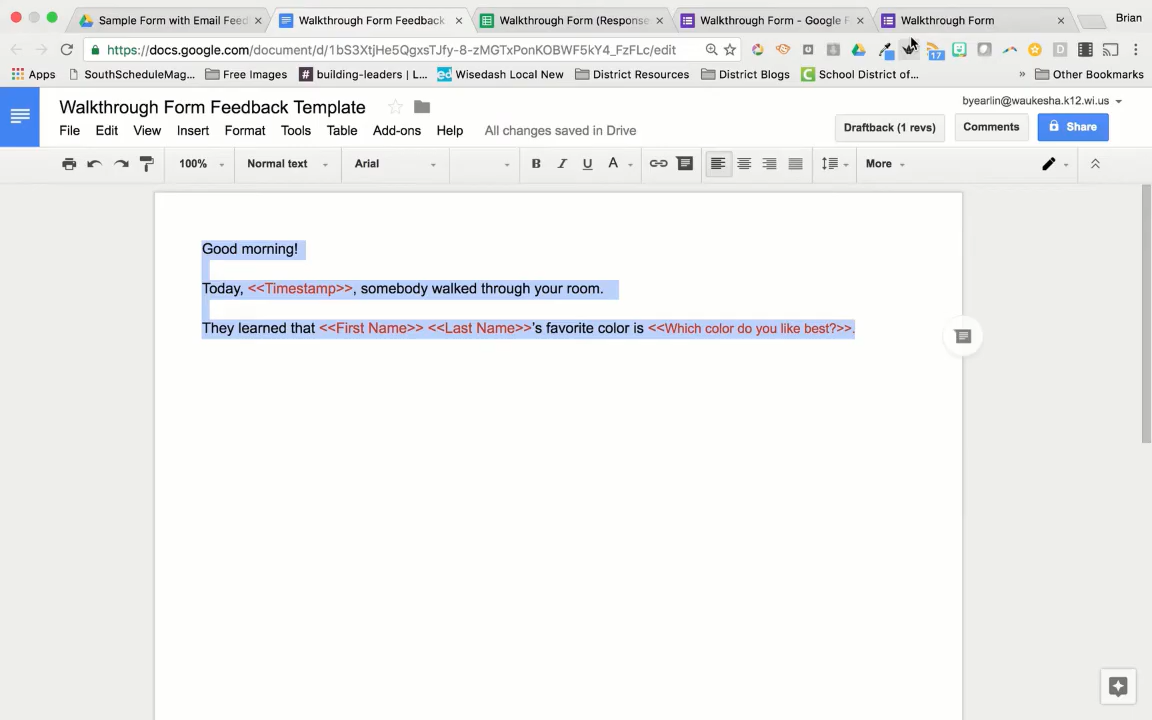 Sample Form with Email Feed
Walkthrough Form Feedback
Walkthrough Form (Response
Walkthrough Form - Google F
Walkthrough Form
Brian
https://docs.google.com/document/d/1bS3XtjHe5QgxsTJfy-8-zMGTxPonKOBWF5kY4_FzFLc/edit
17
Apps
SouthScheduleMag...
Free Images
building-leaders | L...
Wisedash Local New
District Resources
District Blogs
School District of...
»
Other Bookmarks
Walkthrough Form Feedback Template
byearlin@waukesha.k12.wi.us
File Edit View Insert Format Tools Table Add-ons Help All changes saved in Drive
Draftback (1 revs)
Comments
Share
100%
Normal text
Arial
B I U A
More
Good morning!
Today, <<Timestamp>>, somebody walked through your room.
They learned that <<First Name>> <<Last Name>>’s favorite color is <<Which color do you like best?>>.